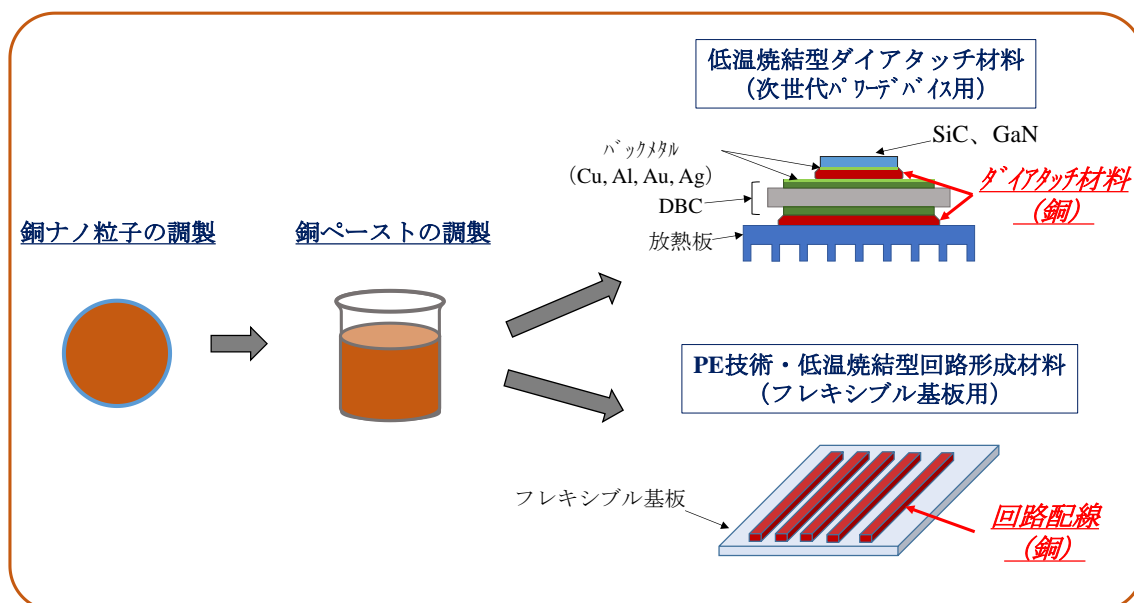 銅ナノ粒子の調製
銅ペーストの調製
低温焼結型ダイアタッチ材料
(次世代ﾊﾟﾜｰﾃﾞﾊﾞｲｽ用)
SiC、GaN
ﾊﾞックメタル
(Cu, Al, Au, Ag)
DBC
放熱板
ﾀﾞイアタッチ材料
(銅)
PE技術・低温焼結型回路形成材料
(フレキシブル基板用)
フレキシブル基板
回路配線
(銅)